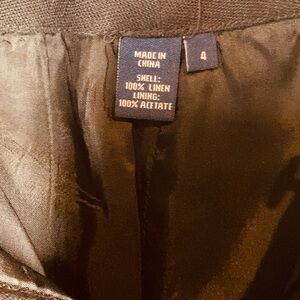 MADE IN
CHINA
SHELL:
100% LINEN
LINING:
100% ACETATE
4